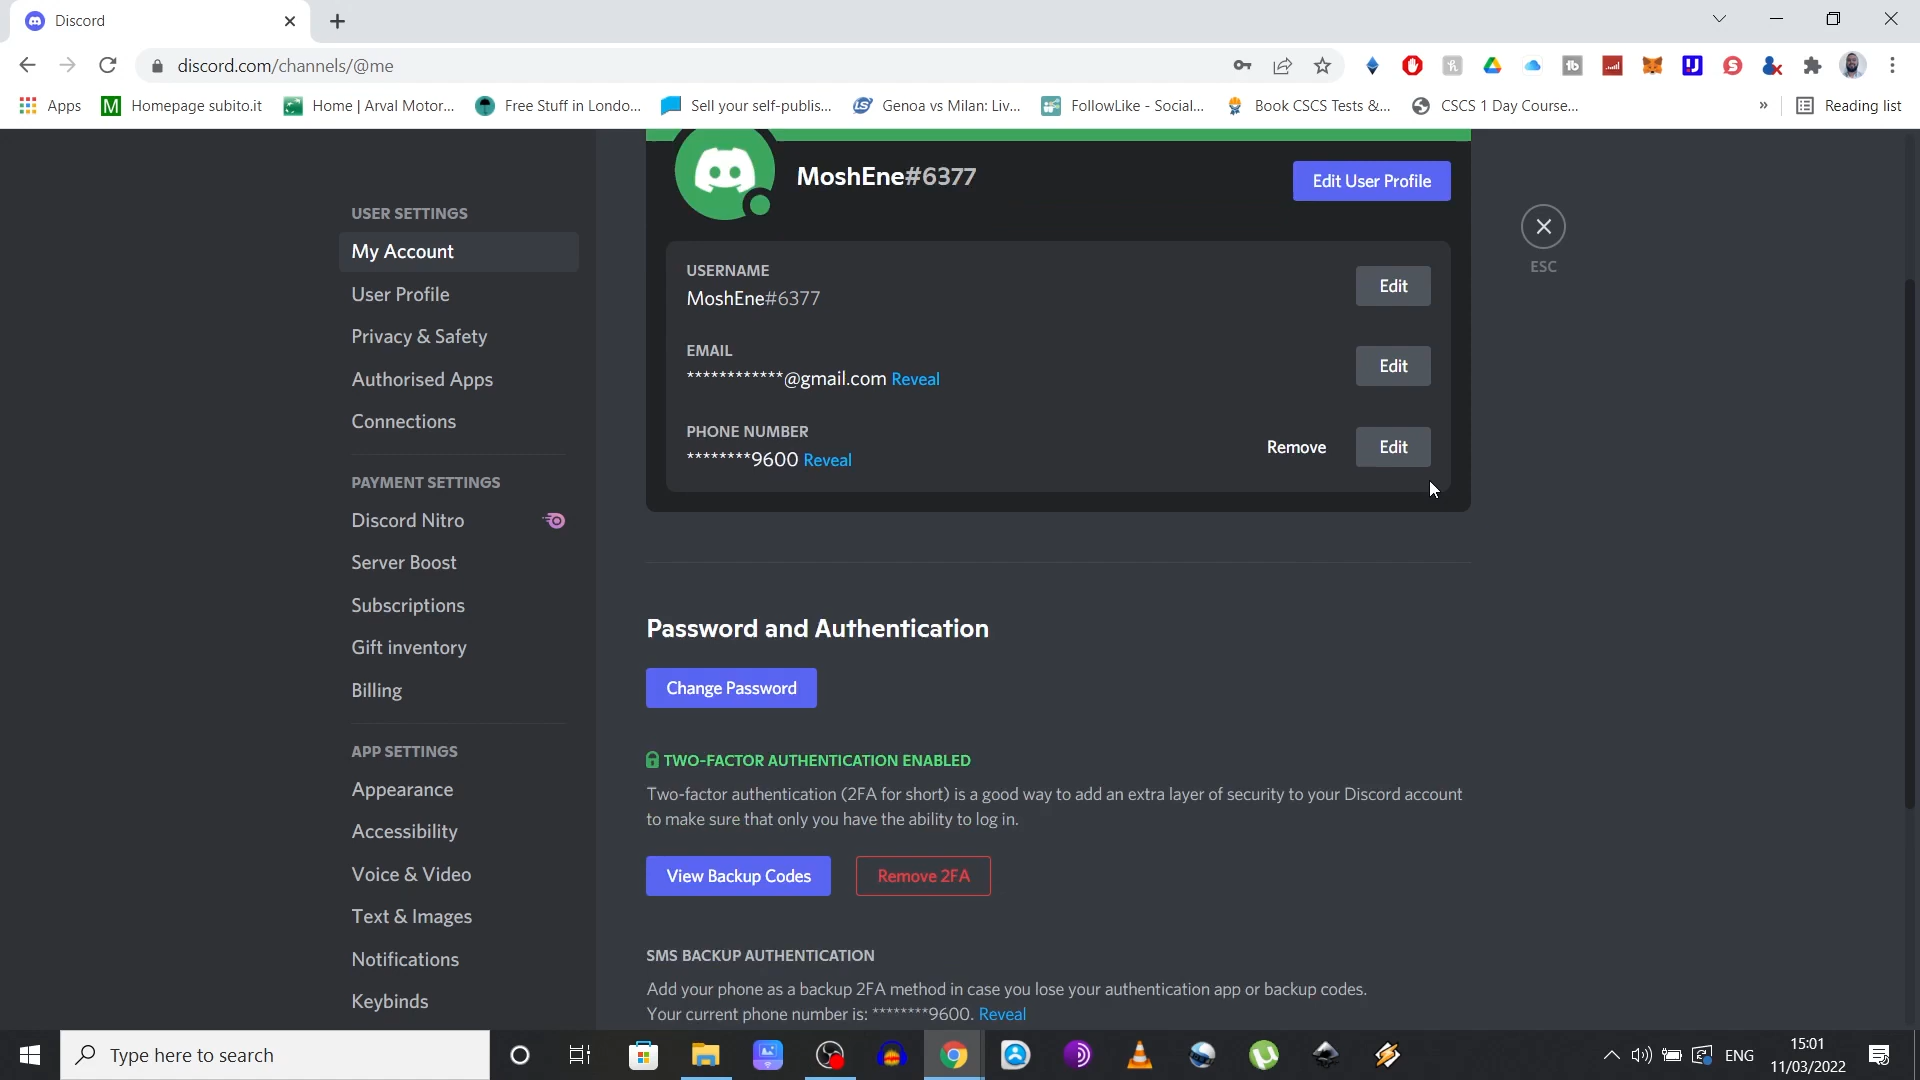 Discord
discord.com/channels/@me
Apps
Homepage subito.it
Home | Arval Motor...
Free Stuff in Londo...
Sell your self-publis...
Genoa vs Milan: Liv...
FollowLike - Social...
Book CSCS Tests &...
CSCS 1 Day Course...
»
Reading list
MoshEne#6377
Edit User Profile
USER SETTINGS
My Account
User Profile
Privacy & Safety
Authorised Apps
Connections
PAYMENT SETTINGS
Discord Nitro
Server Boost
Subscriptions
Gift inventory
Billing
APP SETTINGS
Appearance
Accessibility
Voice & Video
Text & Images
Notifications
Keybinds
USERNAME
MoshEne#6377
Edit
EMAIL
************@gmail.com Reveal
Edit
PHONE NUMBER
********9600 Reveal
Remove
Edit
ESC
Password and Authentication
Change Password
TWO-FACTOR AUTHENTICATION ENABLED
Two-factor authentication (2FA for short) is a good way to add an extra layer of security to your Discord account
to make sure that only you have the ability to log in.
View Backup Codes
Remove 2FA
SMS BACKUP AUTHENTICATION
Add your phone as a backup 2FA method in case you lose your authentication app or backup codes.
Your current phone number is: ********9600. Reveal
Type here to search
ENG
15:01
11/03/2022